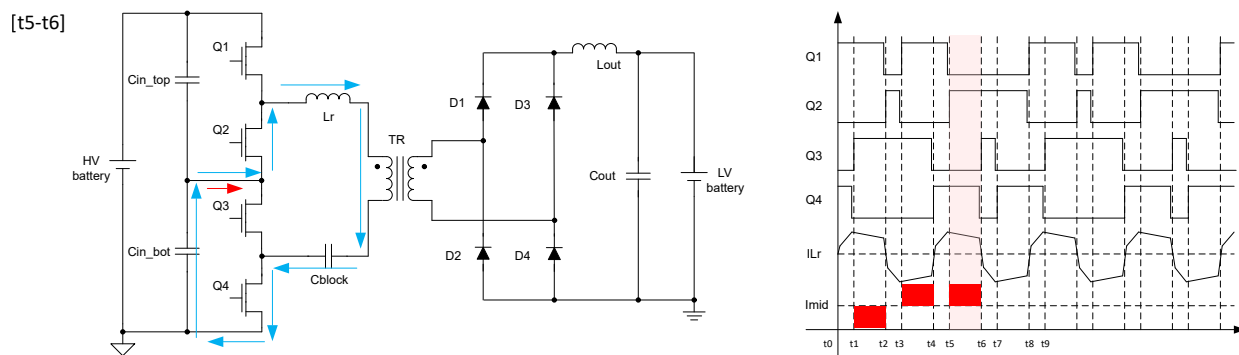 [t5-t6]
Q1
Cin_top
Lr
Q2
HV
battery
Q3
Cin_bot
Cblock
Q4
TR
D1
D3
D2
D4
Lout
Cout
LV
battery
Q1
Q2
Q3
Q4
ILr
Imid
t0 t1 t2 t3 t4 t5 t6 t7 t8 t9